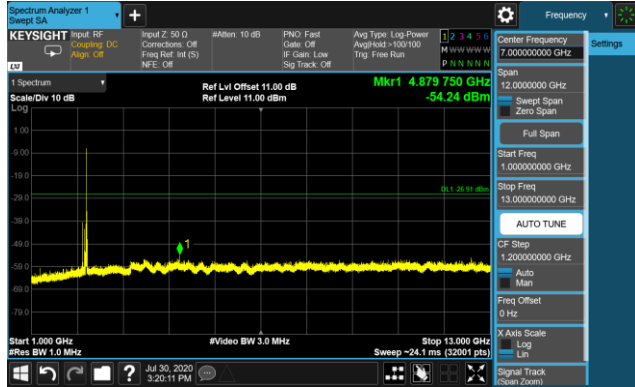 Spectrum Analyzer 1
Swept SA
Frequency
KEYSIGHT
Input: RF
Coupling: DC
Align: Off
LXI
Input Z: 50 Ω
Corrections: Off
Freq Ref: Int (S)
NFE: Off
#Atten: 10 dB
PNO: Fast
Gate: Off
IF Gain: Low
Sig Track: Off
Avg Type: Log-Power
Avg|Hold:>100/100
Trig: Free Run
1 2 3 4 5 6
M W W W W W
P N N N N N
1 Spectrum
Scale/Div 10 dB
Log
Ref Lvl Offset 11.00 dB
Ref Level 11.00 dBm
Mkr1 4.879 750 GHz
-54.24 dBm
1.00
-9.00
-19.0
-29.0
-39.0
-49.0
-59.0
-69.0
-79.0
DL1 -26.91 dBm
1
Start 1.000 GHz
#Res BW 1.0 MHz
#Video BW 3.0 MHz
Stop 13.000 GHz
Sweep ~24.1 ms (32001 pts)
Center Frequency
7.000000000 GHz
Settings
Span
12.0000000 GHz
Swept Span
Zero Span
Full Span
Start Freq
1.000000000 GHz
Stop Freq
13.000000000 GHz
AUTO TUNE
CF Step
1.200000000 GHz
Auto
Man
Freq Offset
0 Hz
X Axis Scale
Log
Lin
Signal Track
(Span Zoom)
?
Jul 30, 2020
3:20:11 PM